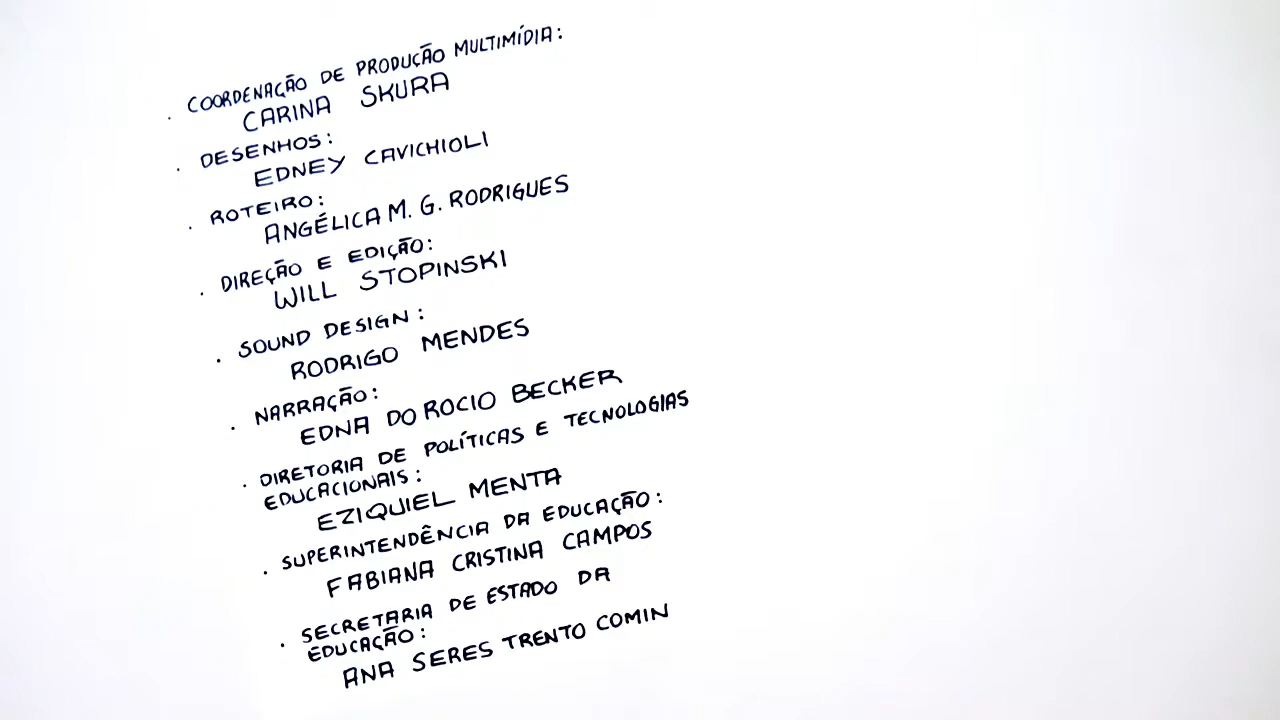 . COORDENAÇÃO DE PRODUÇÃO MULTIMÍDIA:
CARINA SKURA
. DESENHOS:
EDNEY CAVICHIOLI
. ROTEIRO:
ANGÉLICA M. G. RODRIGUES
. DIREÇÃO E EDIÇÃO:
WILL STOPINSKI
. SOUND DESIGN:
RODRIGO MENDES
. NARRAÇÃO:
EDNA DO ROCIO BECKER
. DIRETORIA DE POLÍTICAS E TECNOLOGIAS
EDUCACIONAIS:
EZIQUIEL MENTA
. SUPERINTENDÊNCIA DA EDUCAÇÃO:
FABIANA CRISTINA CAMPOS
. SECRETARIA DE ESTADO DA
EDUCAÇÃO:
ANA SERES TRENTO COMIN